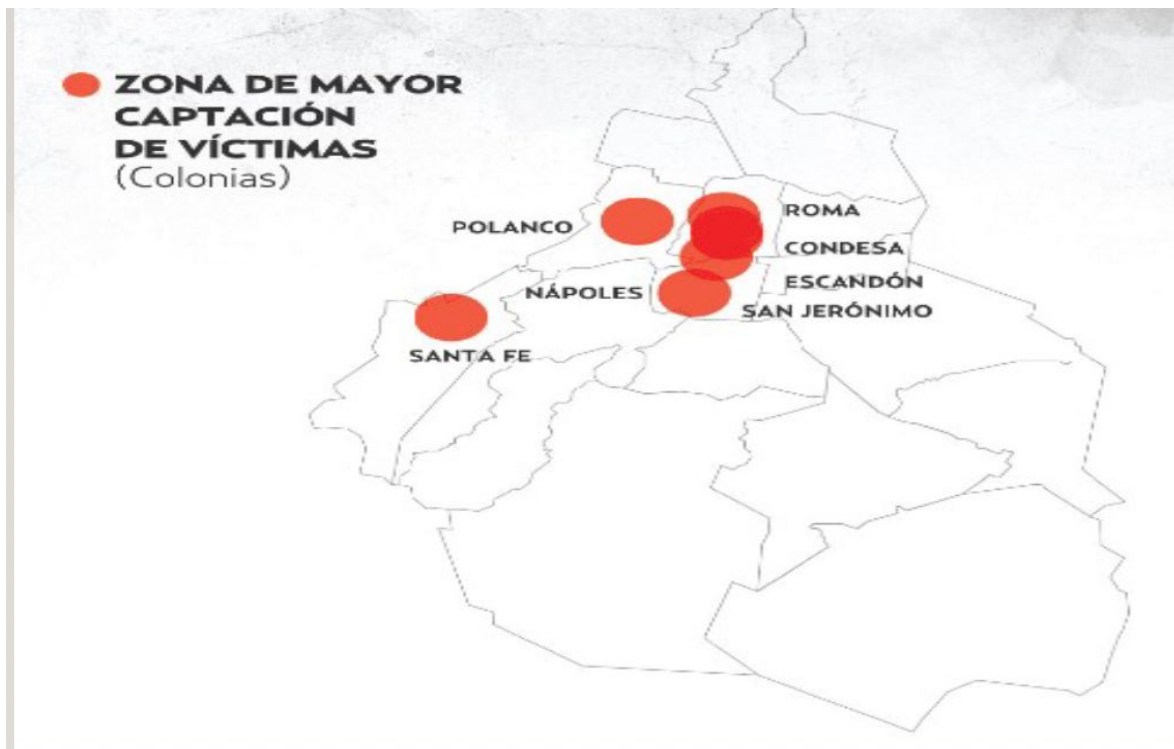 ZONA DE MAYOR
CAPTACIÓN
DE VÍCTIMAS
(Colonias)
POLANCO
ROMA
CONDESA
ESCANDÓN
NÁPOLES
SAN JERÓNIMO
SANTA FE